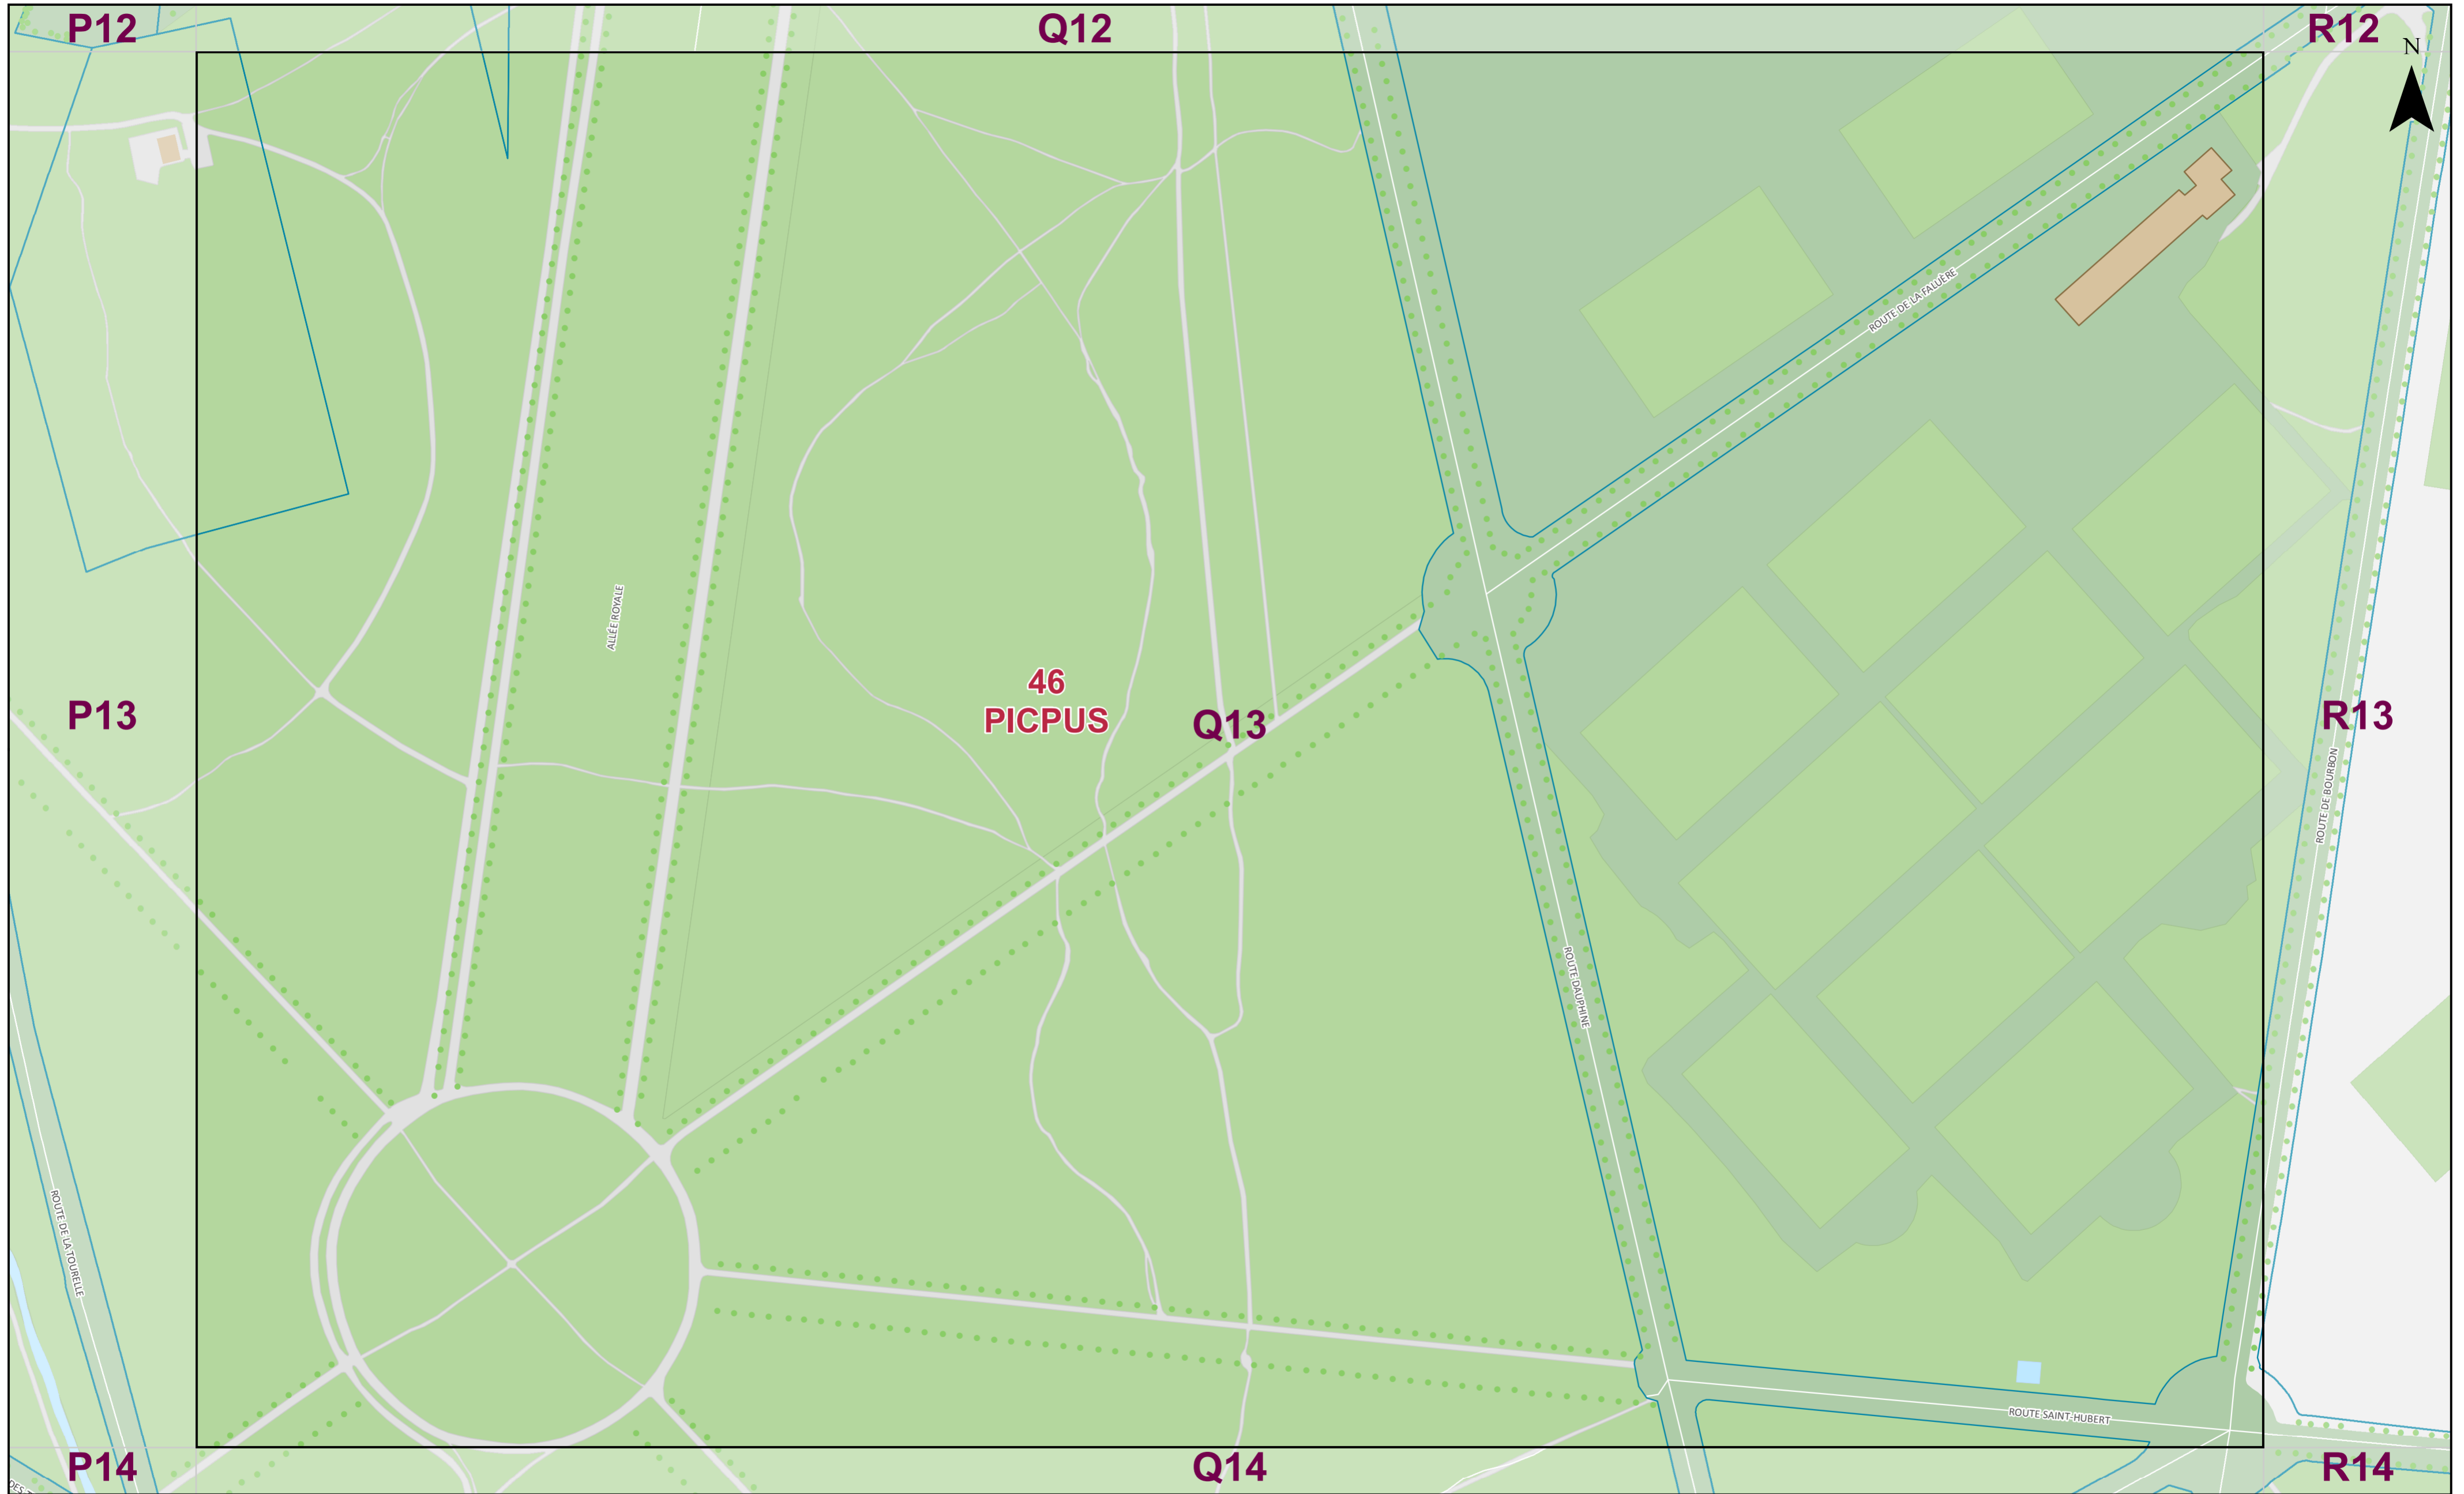 P12
Q12
R12
N
ROUTE DE LA FALUÈRE
ALLÉE ROYALE
46
PICPUS
P13
Q13
R13
ROUTE DE BOURBON
ROUTE DAUPHINE
ROUTE DE LA TOURELLE
ROUTE SAINT-HUBERT
P14
Q14
R14
DES